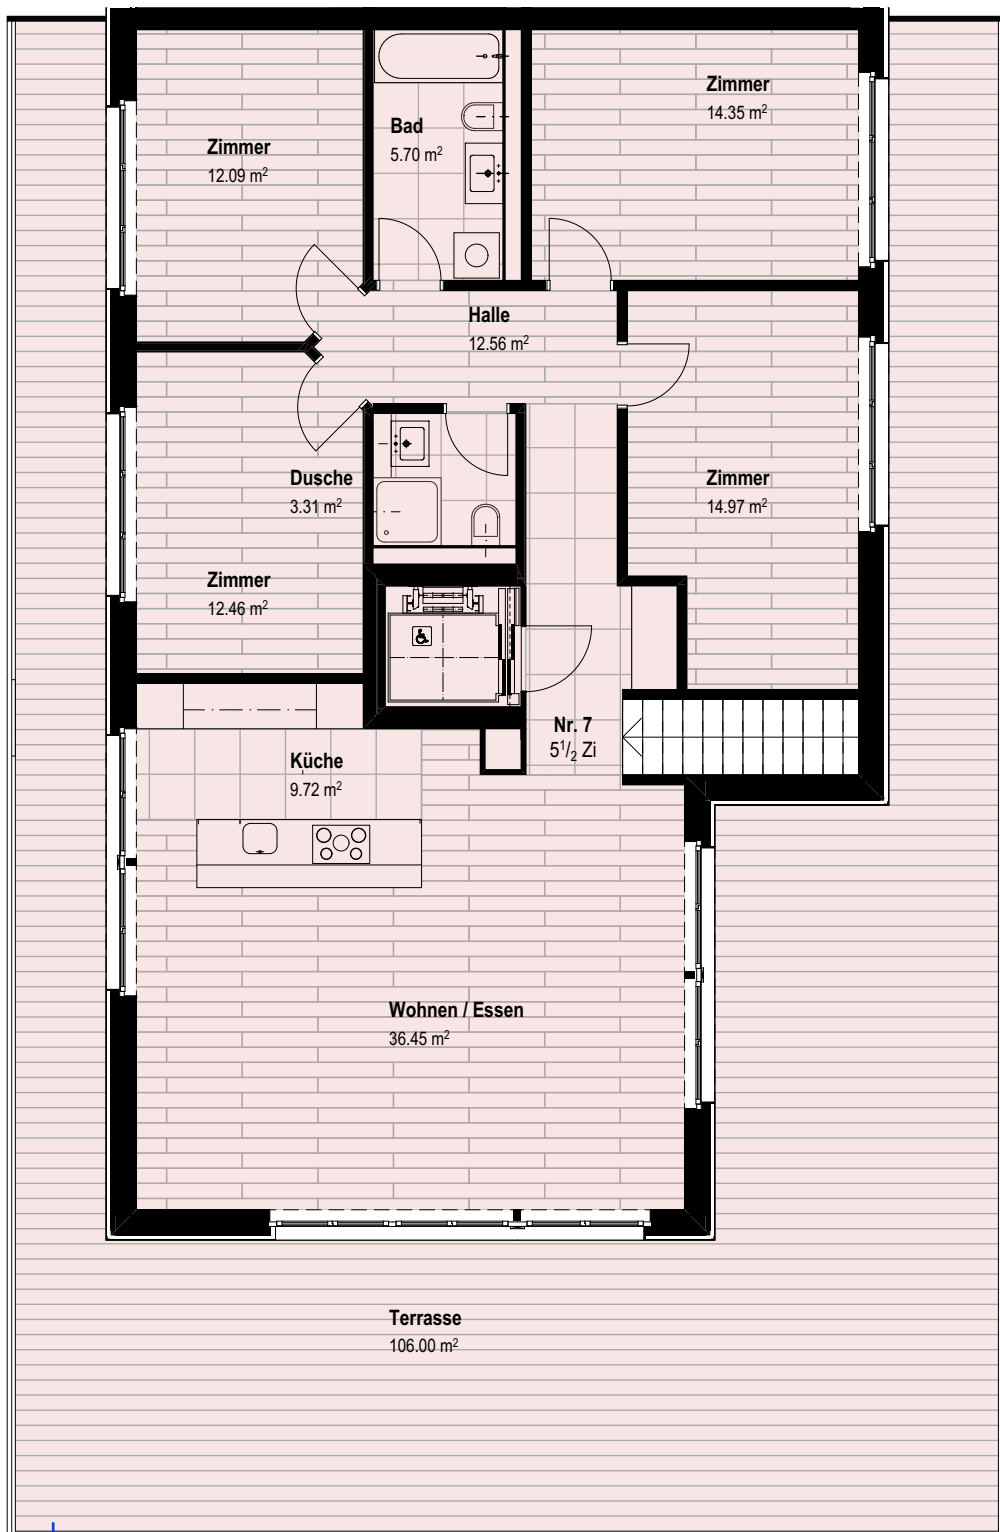 Zimmer
14.35 m²
Bad
5.70 m²
Zimmer
12.09 m²
Halle
12.56 m²
Dusche
3.31 m²
Zimmer
14.97 m²
Zimmer
12.46 m²
Nr. 7
5¹/₂ Zi
Küche
9.72 m²
Wohnen / Essen
36.45 m²
Terrasse
106.00 m²